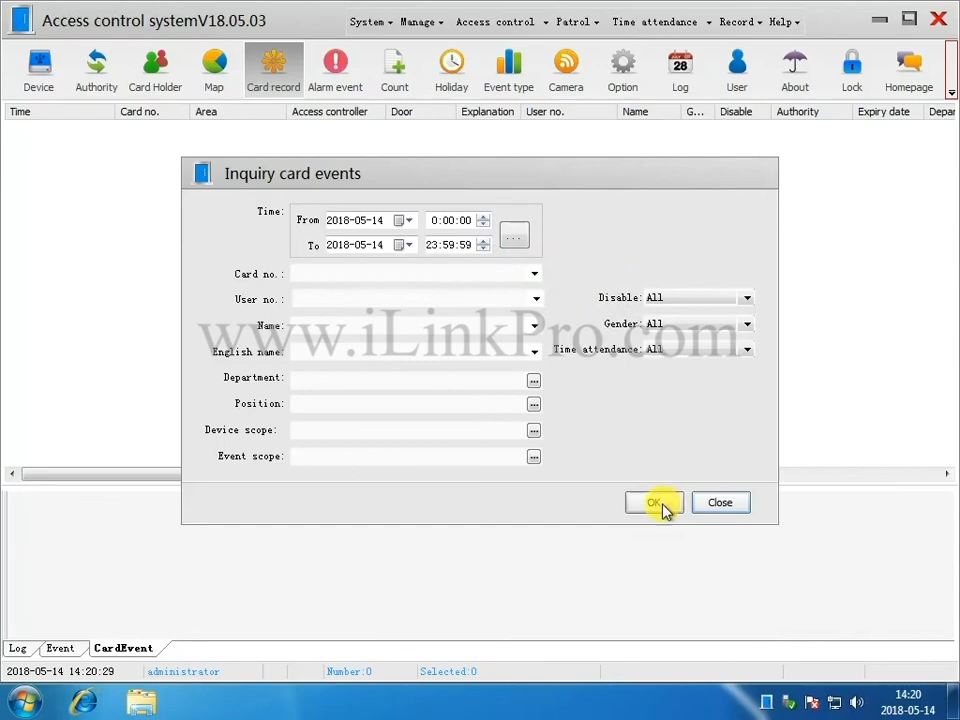 Access control systemV18.05.03
System Manage Access control Patrol Time attendance Record Help
Device Authority Card Holder Map Card record Alarm event Count Holiday Event type Camera Option Log User About Lock Homepage
28
Time Card no. Area Access controller Door Explanation User no. Name G... Disable Authority Expiry date Depar
Inquiry card events
Time: From 2018-05-14 0:00:00
To 2018-05-14 23:59:59 ...
Card no.:
User no.: Disable: All
Name: Gender: All
English name: Time attendance: All
www.iLinkPro.com
Department: ...
Position: ...
Device scope: ...
Event scope: ...
OK Close
Log Event CardEvent
2018-05-14 14:20:29 administrator Number:0 Selected:0
14:20
2018-05-14